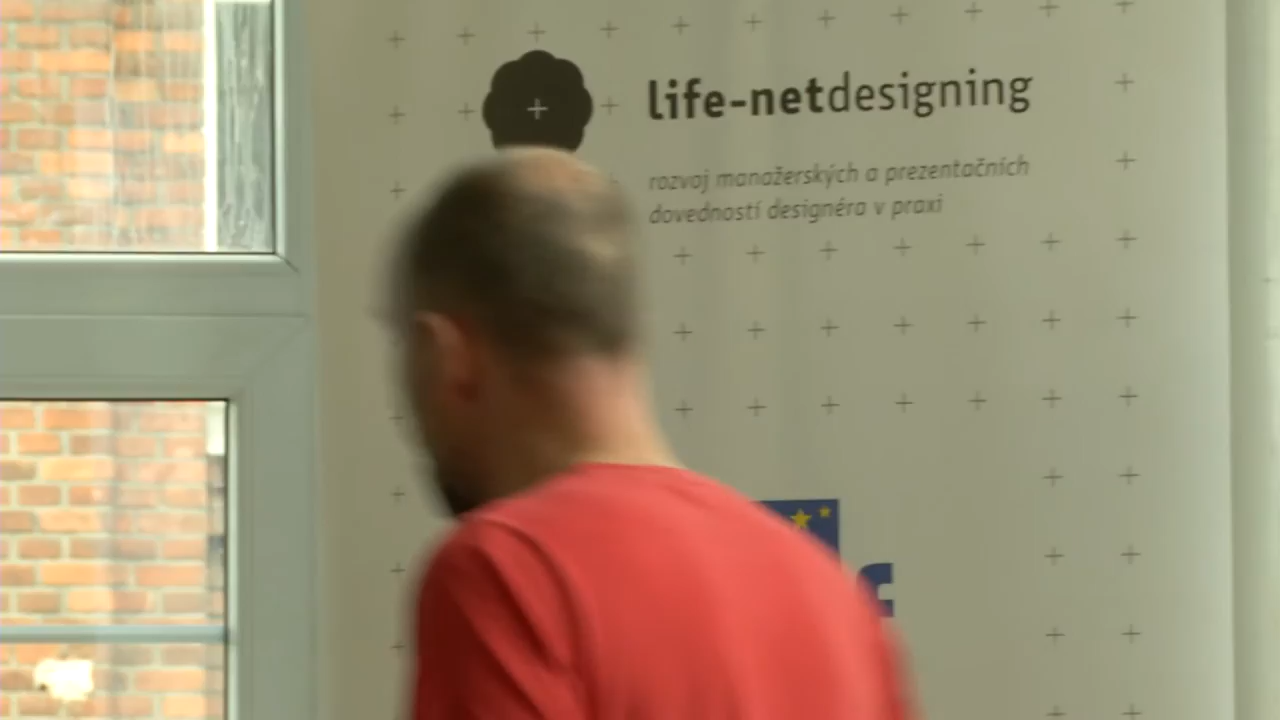 life-netdesigning
rozvoj manažerských a prezentačních
dovedností designéra v praxi